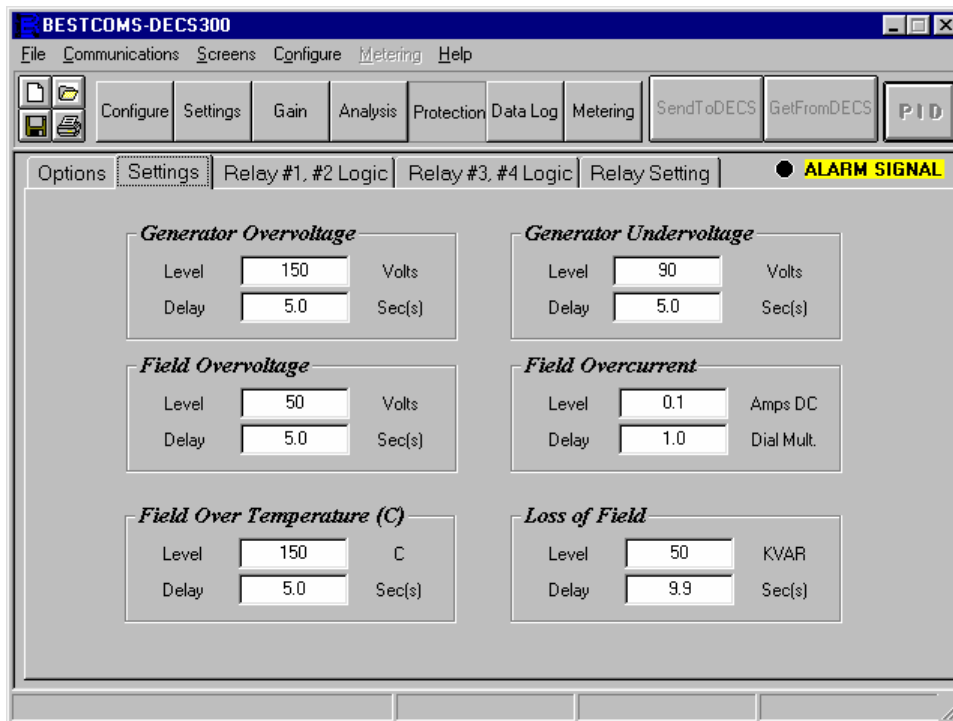 BESTCOMS-DECS300
File Communications Screens Configure Metering Help
Configure Settings Gain Analysis Protection Data Log Metering SendToDECS GetFromDECS PID
Options Settings Relay #1, #2 Logic Relay #3, #4 Logic Relay Setting ALARM SIGNAL
Generator Overvoltage
Level 150 Volts
Delay 5.0 Sec(s)
Generator Undervoltage
Level 90 Volts
Delay 5.0 Sec(s)
Field Overvoltage
Level 50 Volts
Delay 5.0 Sec(s)
Field Overcurrent
Level 0.1 Amps DC
Delay 1.0 Dial Mult.
Field Over Temperature (C)
Level 150 C
Delay 5.0 Sec(s)
Loss of Field
Level 50 KVAR
Delay 9.9 Sec(s)